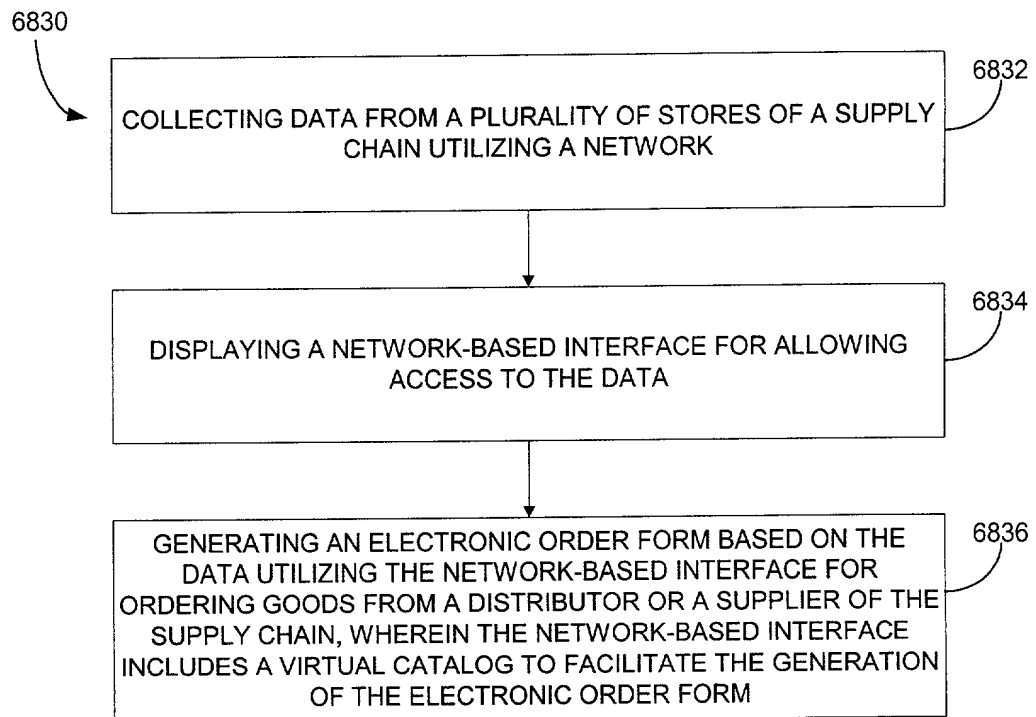 6830
6832
COLLECTING DATA FROM A PLURALITY OF STORES OF A SUPPLY
CHAIN UTILIZING A NETWORK
6834
DISPLAYING A NETWORK-BASED INTERFACE FOR ALLOWING
ACCESS TO THE DATA
6836
GENERATING AN ELECTRONIC ORDER FORM BASED ON THE
DATA UTILIZING THE NETWORK-BASED INTERFACE FOR
ORDERING GOODS FROM A DISTRIBUTOR OR A SUPPLIER OF THE
SUPPLY CHAIN, WHEREIN THE NETWORK-BASED INTERFACE
INCLUDES A VIRTUAL CATALOG TO FACILITATE THE GENERATION
OF THE ELECTRONIC ORDER FORM